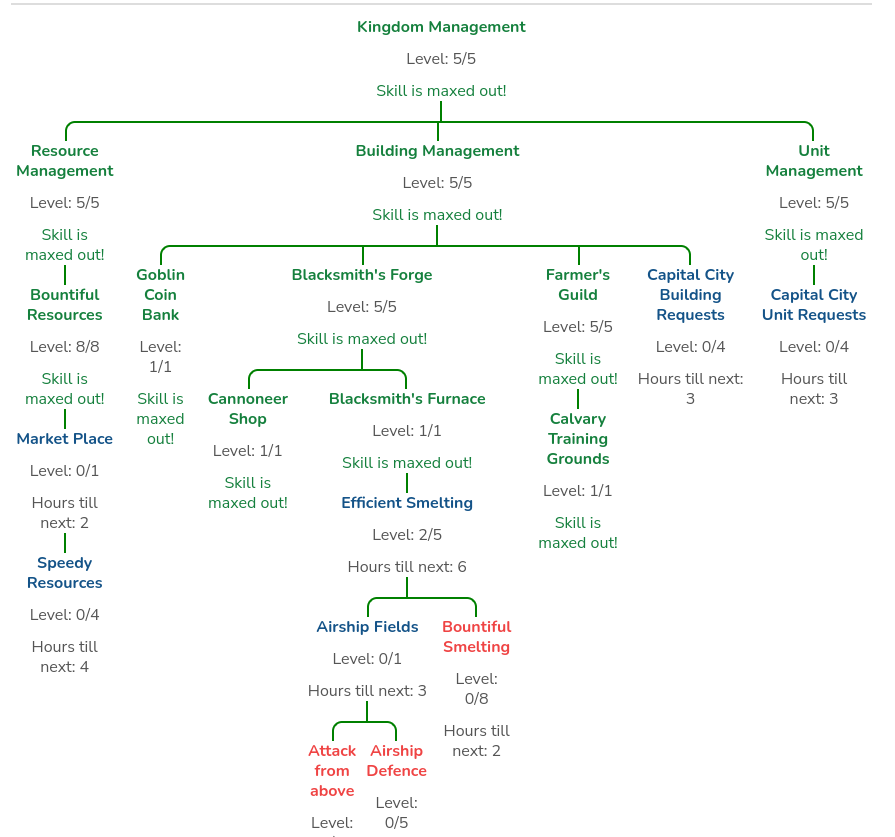 Kingdom Management
Level: 5/5
Skill is maxed out!
Resource
Management
Level: 5/5
Skill is
maxed out!
Bountiful
Resources
Level: 8/8
Skill is
maxed out!
Market Place
Level: 0/1
Hours till
next: 2
Speedy
Resources
Level: 0/4
Hours till
next: 4
Building Management
Level: 5/5
Skill is maxed out!
Goblin
Coin
Bank
Level:
1/1
Skill is
maxed
out!
Blacksmith's Forge
Level: 5/5
Skill is maxed out!
Cannoneer
Shop
Level: 1/1
Skill is
maxed out!
Blacksmith's Furnace
Level: 1/1
Skill is maxed out!
Efficient Smelting
Level: 2/5
Hours till next: 6
Airship Fields
Level: 0/1
Hours till next: 3
Attack
from
above
Level:
Airship
Defence
Level:
0/5
Bountiful
Smelting
Level:
0/8
Hours till
next: 2
Farmer's
Guild
Level: 5/5
Skill is
maxed out!
Calvary
Training
Grounds
Level: 1/1
Skill is
maxed out!
Capital City
Building
Requests
Level: 0/4
Hours till next:
3
Unit
Management
Level: 5/5
Skill is maxed
out!
Capital City
Unit Requests
Level: 0/4
Hours till
next: 3